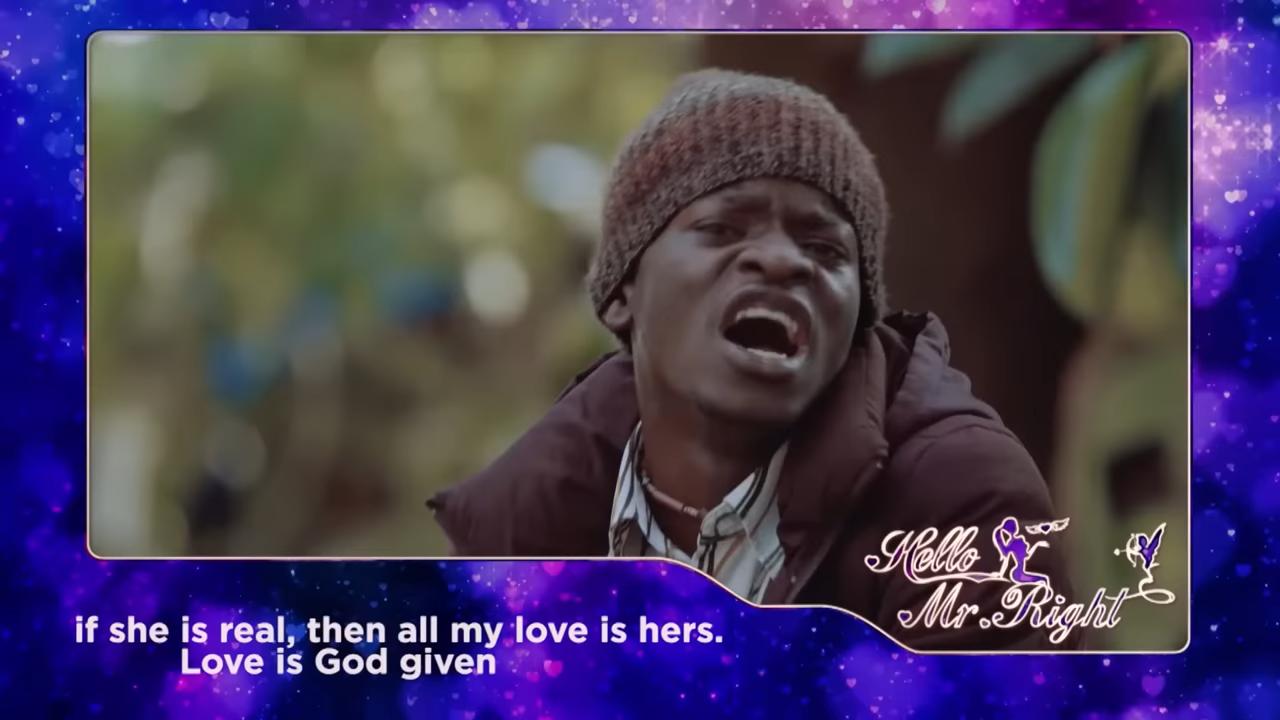 Hello
Mr. Right
if she is real, then all my love is hers.
Love is God given